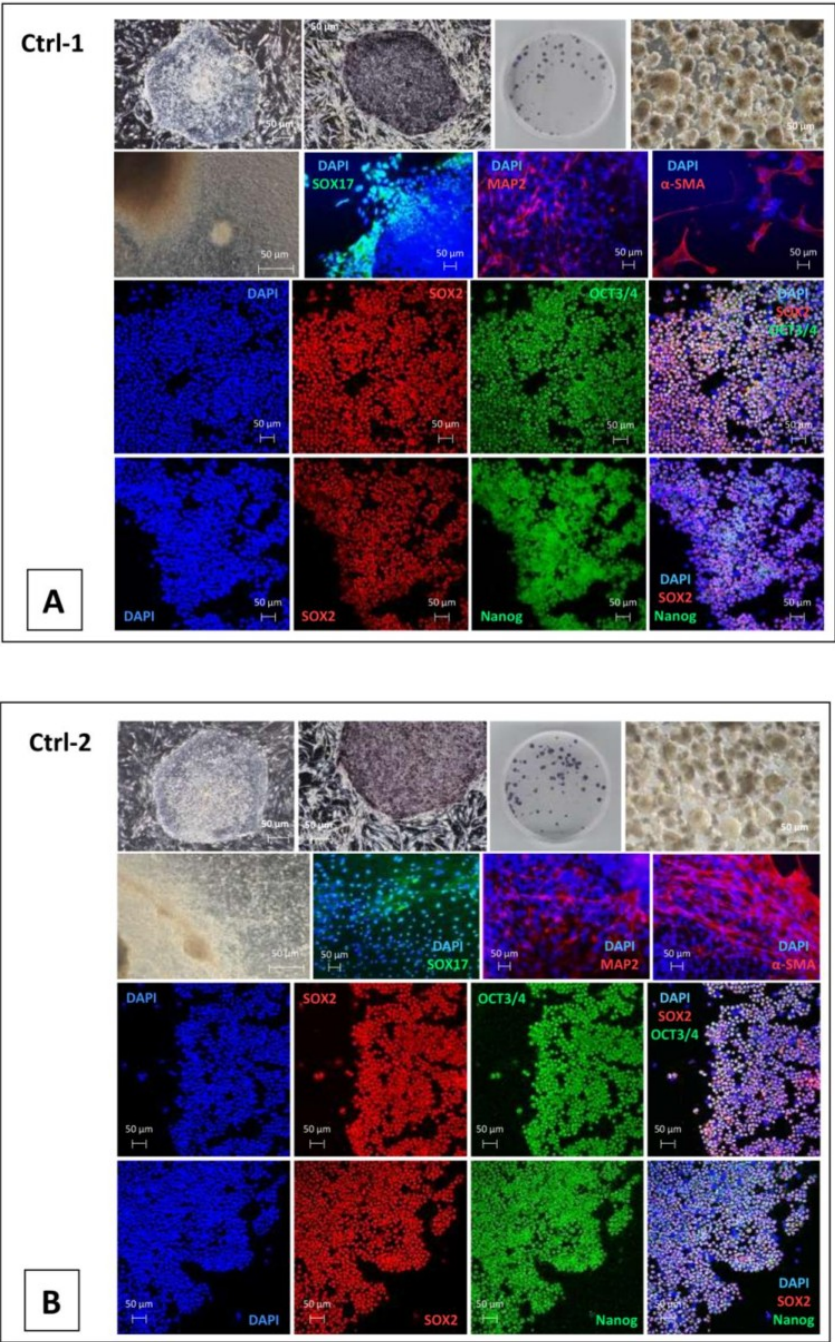 Ctrl-1
50 µm
50 µm
50 µm
50 µm
DAPI
SOX17
50 µm
DAPI
MAP2
50 µm
DAPI
α-SMA
50 µm
DAPI
50 µm
SOX2
50 µm
OCT3/4
50 µm
DAPI
SOX2
OCT3/4
50 µm
DAPI
50 µm
SOX2
50 µm
Nanog
50 µm
DAPI
SOX2
Nanog
50 µm
A
Ctrl-2
50 µm
50 µm
50 µm
50 µm
50 µm
DAPI
SOX17
50 µm
DAPI
MAP2
50 µm
DAPI
α-SMA
DAPI
50 µm
SOX2
50 µm
OCT3/4
50 µm
DAPI
SOX2
OCT3/4
50 µm
50 µm
DAPI
50 µm
SOX2
50 µm
Nanog
50 µm
DAPI
SOX2
Nanog
B